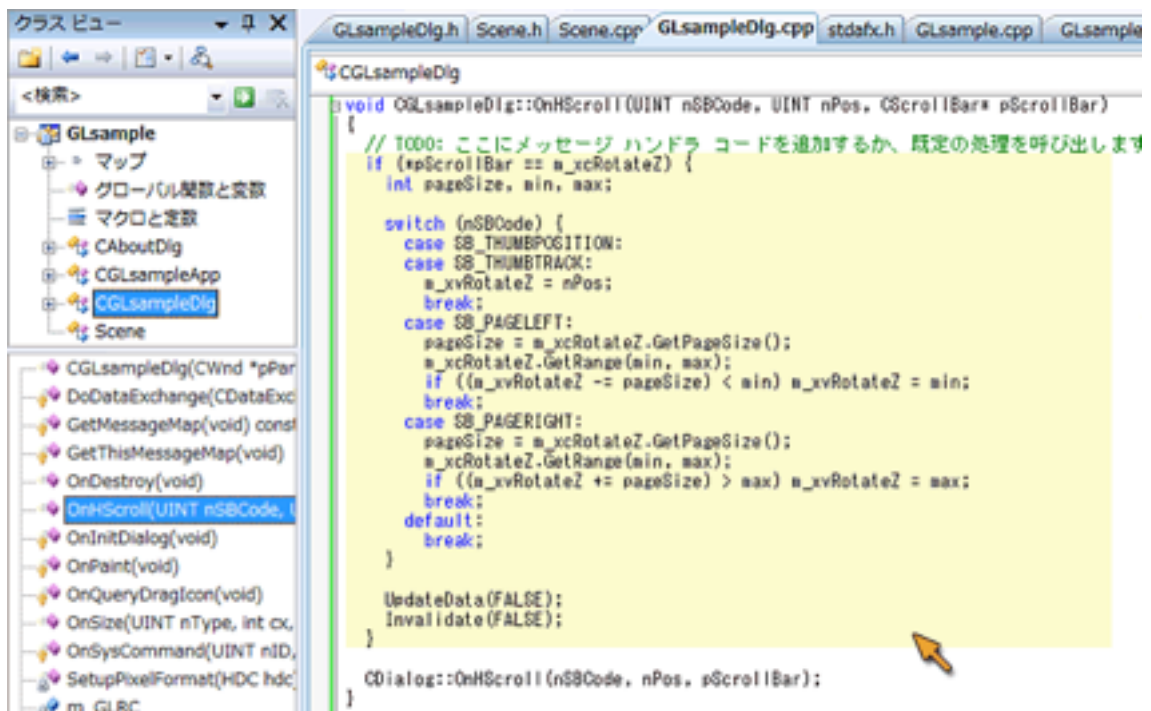 クラス ビュー
<検索>
GLsample
マップ
グローバル関数と変数
マクロと定数
CAboutDlg
CGLsampleApp
CGLsampleDlg
Scene
CGLsampleDlg(CWnd *pPar
DoDataExchange(CDataExc
GetMessageMap(void) const
GetThisMessageMap(void)
OnDestroy(void)
OnHScroll(UINT nSBCode, U
OnInitDialog(void)
OnPaint(void)
OnQueryDragIcon(void)
OnSize(UINT nType, int cx,
OnSysCommand(UINT nID,
SetupPixelFormat(HDC hdc)
m_GLRC
GLsampleDlg.h Scene.h Scene.cpp GLsampleDlg.cpp stdafx.h GLsample.cpp GLsample
CGLsampleDlg
void CGLsampleDlg::OnHScroll(UINT nSBCode, UINT nPos, CScrollBar* pScrollBar)
{
// TODO: ここにメッセージ ハンドラ コードを追加するか、既定の処理を呼び出します
if (*pScrollBar == m_xcRotateZ) {
int pageSize, min, max;
switch (nSBCode) {
case SB_THUMBPOSITION:
case SB_THUMBTRACK:
m_xvRotateZ = nPos;
break;
case SB_PAGELEFT:
pageSize = m_xcRotateZ.GetPageSize();
m_xcRotateZ.GetRange(min, max);
if ((m_xvRotateZ -= pageSize) < min) m_xvRotateZ = min;
break;
case SB_PAGERIGHT:
pageSize = m_xcRotateZ.GetPageSize();
m_xcRotateZ.GetRange(min, max);
if ((m_xvRotateZ += pageSize) > max) m_xvRotateZ = max;
break;
default:
break;
}
UpdateData(FALSE);
Invalidate(FALSE);
}
CDialog::OnHScroll(nSBCode, nPos, pScrollBar);
}